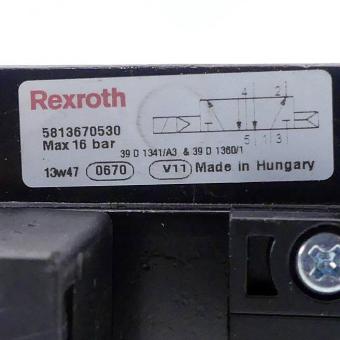 Rexroth
4 2
5 1 3
5813670530
Max 16 bar
39 D 1341/A3 & 39 D 1360/1
13w47 0670 V11 Made in Hungary